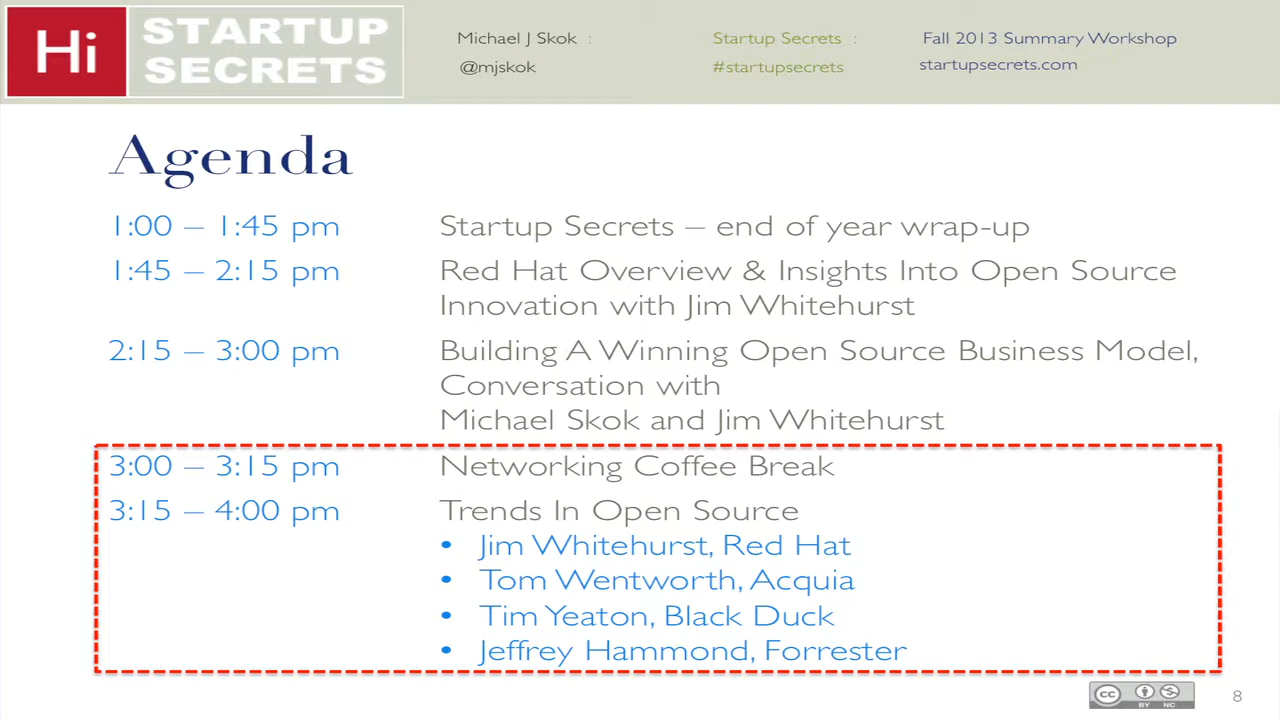 Hi
STARTUP
SECRETS
Michael J Skok :
@mjskok
Startup Secrets :
#startupsecrets
Fall 2013 Summary Workshop
startupsecrets.com
Agenda
1:00 – 1:45 pm Startup Secrets – end of year wrap-up
1:45 – 2:15 pm Red Hat Overview & Insights Into Open Source
Innovation with Jim Whitehurst
2:15 – 3:00 pm Building A Winning Open Source Business Model,
Conversation with
Michael Skok and Jim Whitehurst
3:00 – 3:15 pm Networking Coffee Break
3:15 – 4:00 pm Trends In Open Source
• Jim Whitehurst, Red Hat
• Tom Wentworth, Acquia
• Tim Yeaton, Black Duck
• Jeffrey Hammond, Forrester
cc BY NC
8